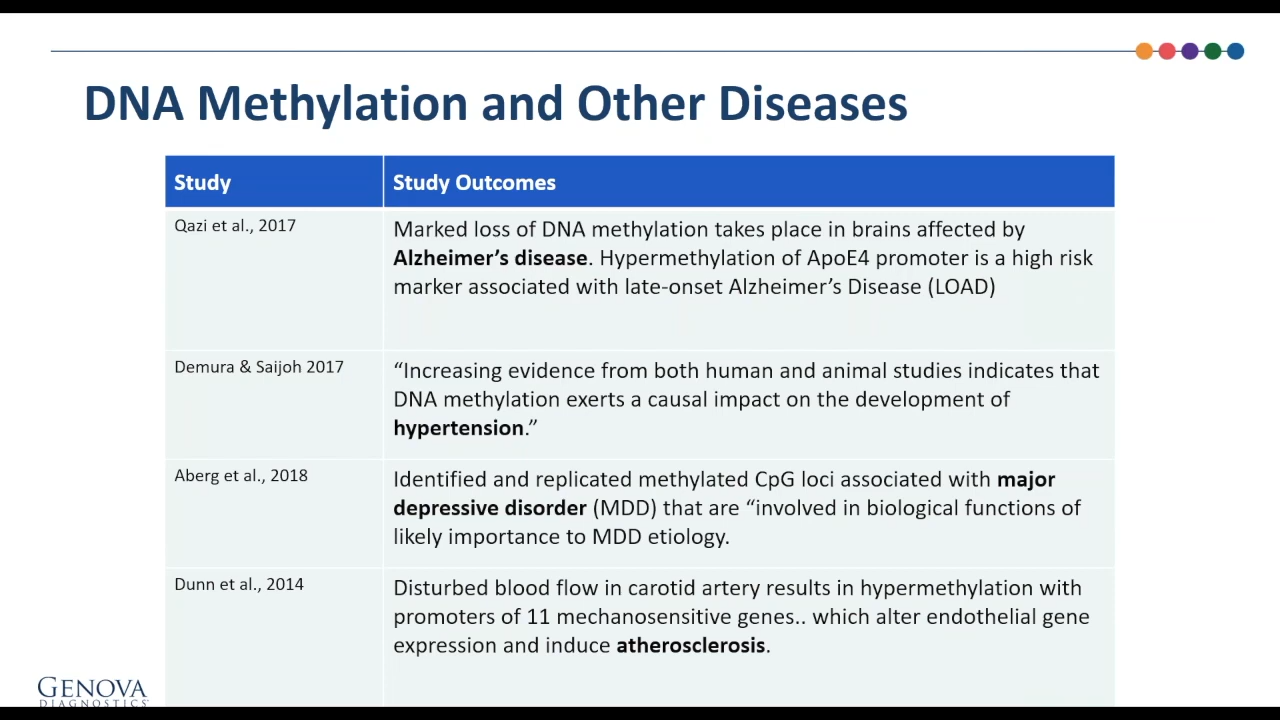 DNA Methylation and Other Diseases
Study
Study Outcomes
Qazi et al., 2017
Marked loss of DNA methylation takes place in brains affected by
Alzheimer’s disease. Hypermethylation of ApoE4 promoter is a high risk
marker associated with late-onset Alzheimer’s Disease (LOAD)
Demura & Saijoh 2017
“Increasing evidence from both human and animal studies indicates that
DNA methylation exerts a causal impact on the development of
hypertension.”
Aberg et al., 2018
Identified and replicated methylated CpG loci associated with major
depressive disorder (MDD) that are “involved in biological functions of
likely importance to MDD etiology.
Dunn et al., 2014
Disturbed blood flow in carotid artery results in hypermethylation with
promoters of 11 mechanosensitive genes.. which alter endothelial gene
expression and induce atherosclerosis.
GENOVA
DIAGNOSTICS